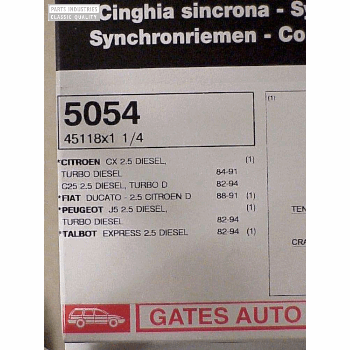 PARTS INDUSTRIES
CLASSIC QUALITY
Cinghia sincrona - Sy
Synchronriemen - Co
5054
45118x1 1/4
(1)
*CITROEN CX 2.5 DIESEL, (1)
TURBO DIESEL 84-91
C25 2.5 DIESEL, TURBO D 82-94
*FIAT DUCATO - 2.5 CITROEN D 88-91 (1)
*PEUGEOT J5 2.5 DIESEL, (1)
TURBO DIESEL 82-94
*TALBOT EXPRESS 2.5 DIESEL 82-94 (1)
TEN
CRA
GATES AUTO